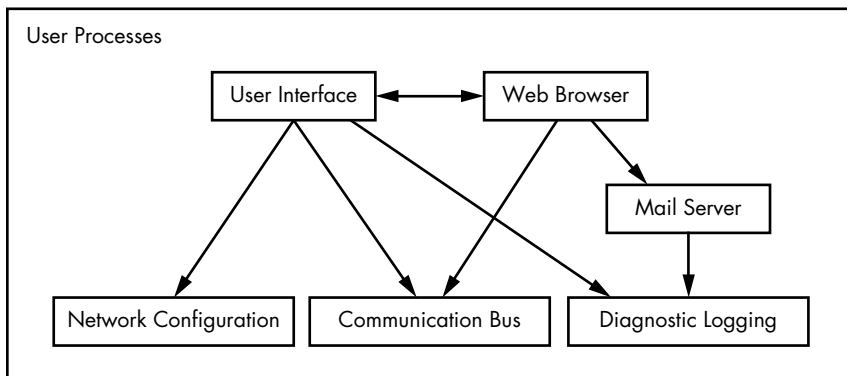 User Processes
User Interface
Web Browser
Mail Server
Network Configuration
Communication Bus
Diagnostic Logging